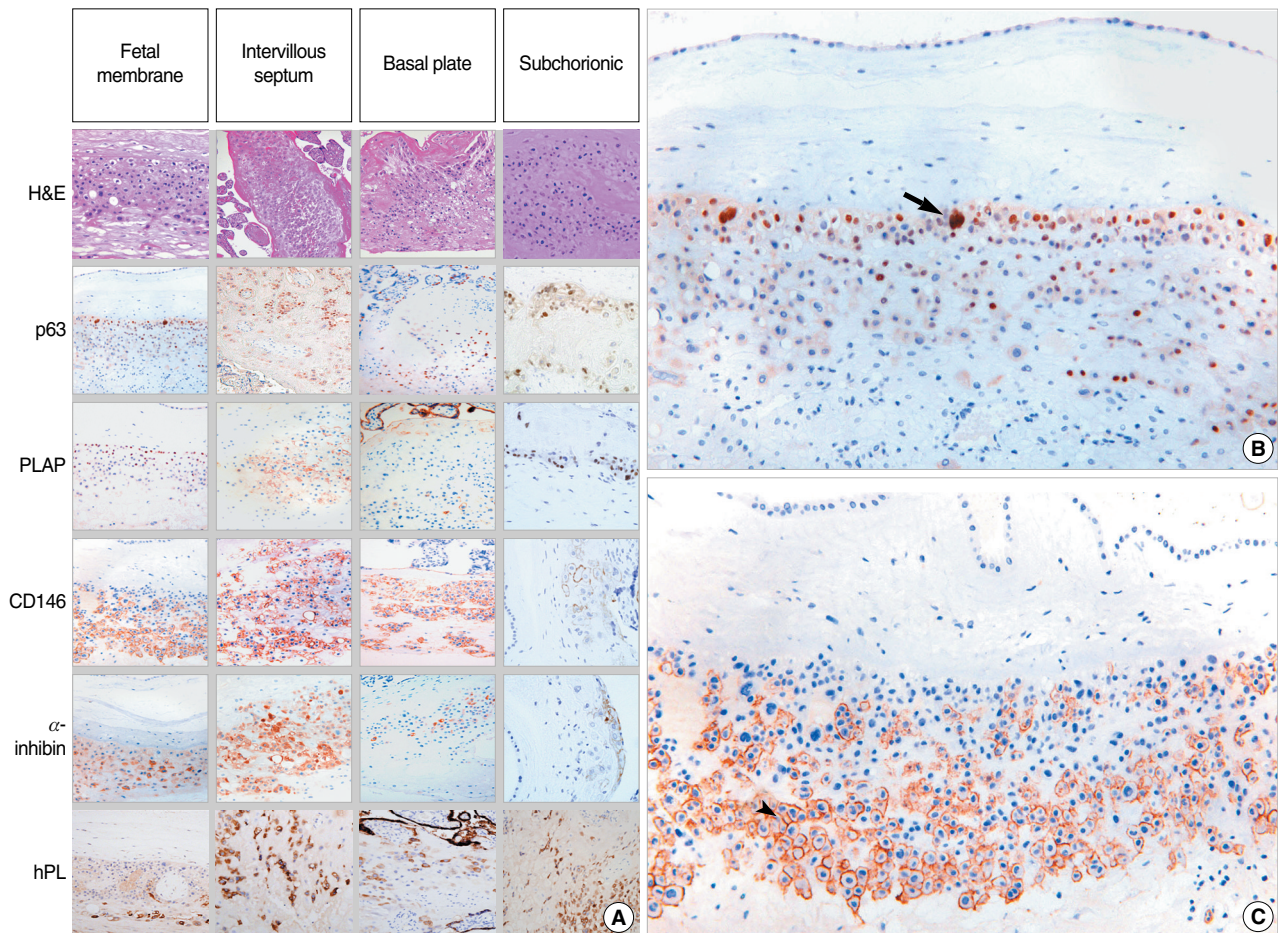 Fetal
membrane
Intervillous
septum
Basal plate
Subchorionic
H&E
p63
PLAP
CD146
α-
inhibin
hPL
A
B
C